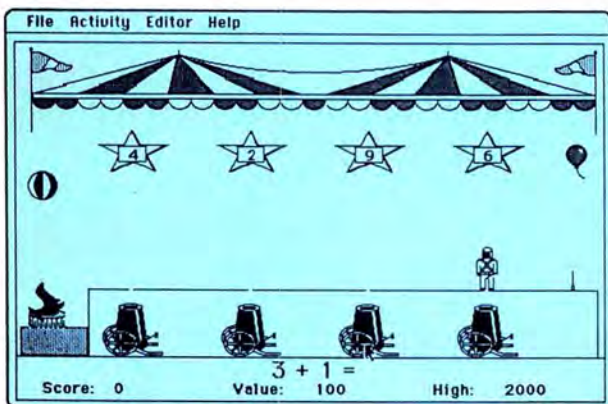 File Activity Editor Help
4 2 9 6
3 + 1 =
Score: 0 Value: 100 High: 2000